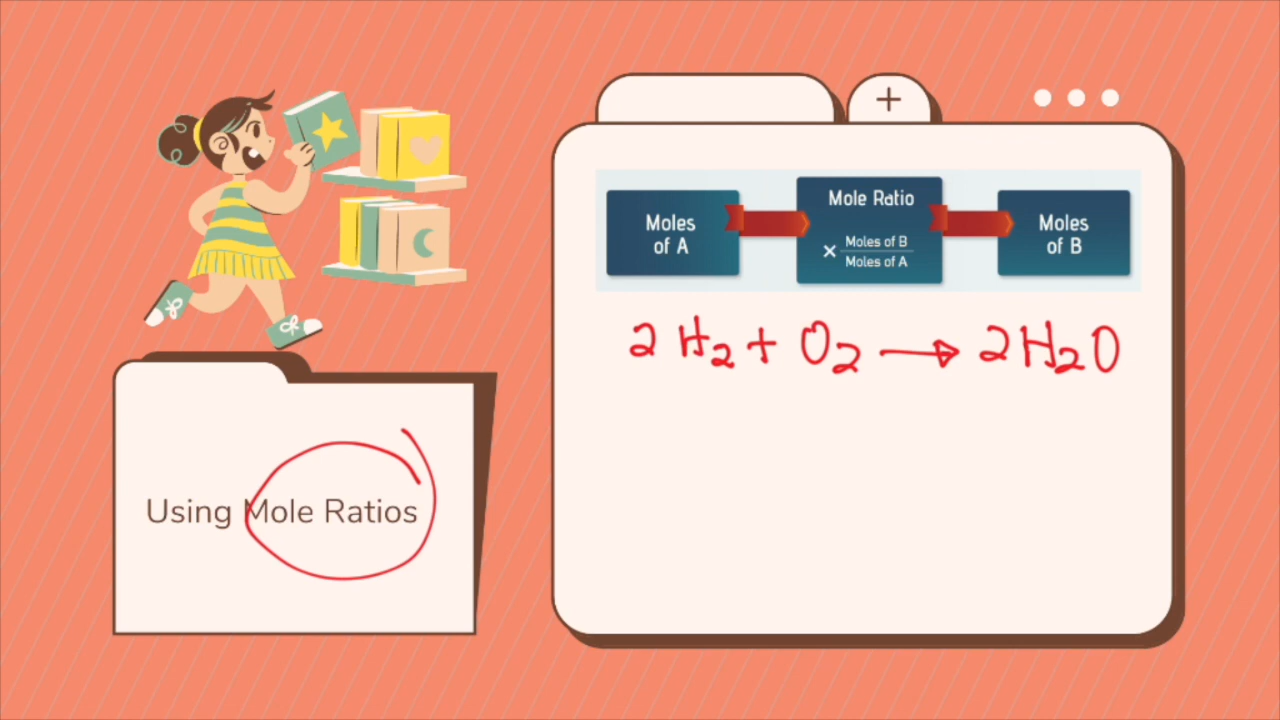 +
Moles
of A
Mole Ratio
× Moles of B
Moles of A
Moles
of B
2 H₂ + O₂ → 2H₂O
Using Mole Ratios